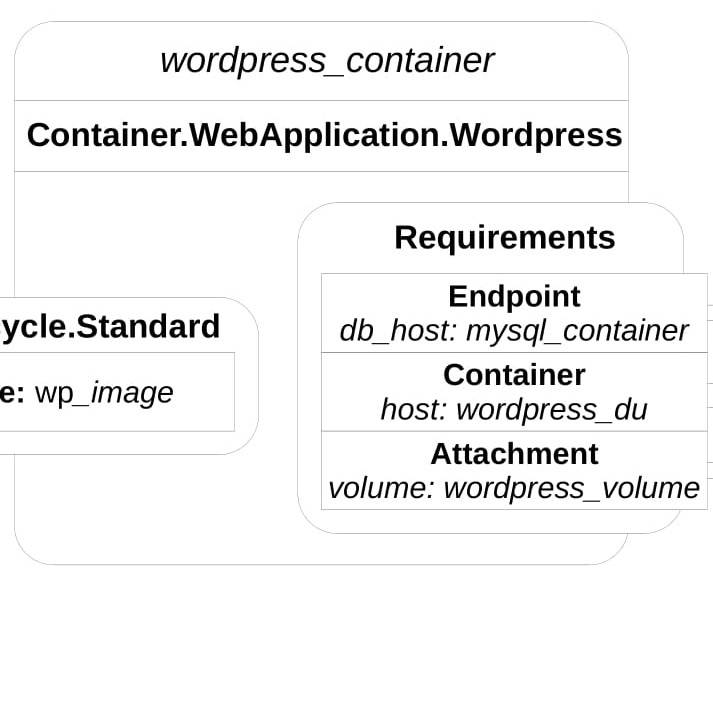 wordpress_container
Container.WebApplication.Wordpress
Requirements
Endpoint
db_host: mysql_container
Container
host: wordpress_du
Attachment
volume: wordpress_volume
ycle.Standard
e: wp_image